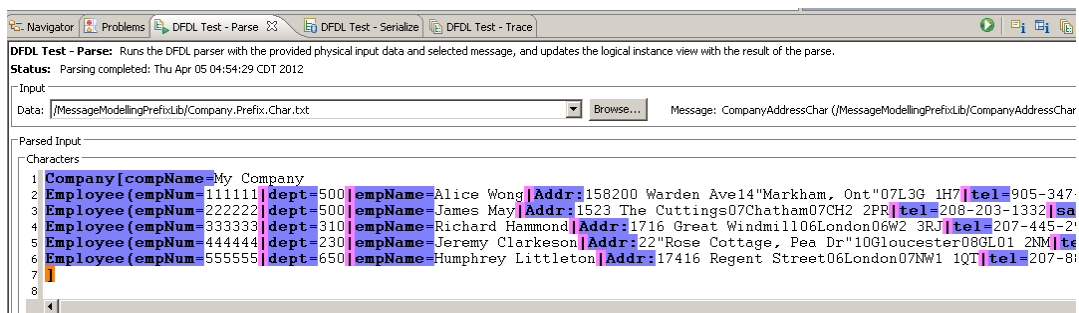 Navigator Problems DFDL Test - Parse DFDL Test - Serialize DFDL Test - Trace
DFDL Test - Parse: Runs the DFDL parser with the provided physical input data and selected message, and updates the logical instance view with the result of the parse.
Status: Parsing completed: Thu Apr 05 04:54:29 CDT 2012
Input
Data: /MessageModellingPrefixLib/Company.Prefix.Char.txt Browse... Message: CompanyAddressChar (/MessageModellingPrefixLib/CompanyAddressChar
Parsed Input
Characters
1 Company[compName=My Company
2 Employee(empNum=111111|dept=500|empName=Alice Wong|Addr:158200 Warden Ave14"Markham, Ont"07L3G 1H7|tel=905-347-
3 Employee(empNum=222222|dept=500|empName=James May|Addr:1523 The Cuttings07Chatham07CH2 2PR|tel=208-203-1332|sa
4 Employee(empNum=333333|dept=310|empName=Richard Hammond|Addr:1716 Great Windmill06London06W2 3RJ|tel=207-445-29
5 Employee(empNum=444444|dept=230|empName=Jeremy Clarkeson|Addr:22"Rose Cottage, Pea Dr"10Gloucester08GL01 2NM|te
6 Employee(empNum=555555|dept=650|empName=Humphrey Littleton|Addr:17416 Regent Street06London07NW1 1QT|tel=207-88
7 ]
8